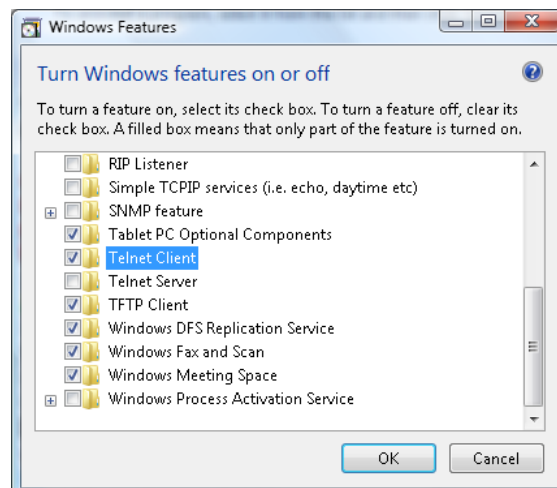 Windows Features
Turn Windows features on or off
To turn a feature on, select its check box. To turn a feature off, clear its
check box. A filled box means that only part of the feature is turned on.
RIP Listener
Simple TCPIP services (i.e. echo, daytime etc)
SNMP feature
Tablet PC Optional Components
Telnet Client
Telnet Server
TFTP Client
Windows DFS Replication Service
Windows Fax and Scan
Windows Meeting Space
Windows Process Activation Service
OK Cancel